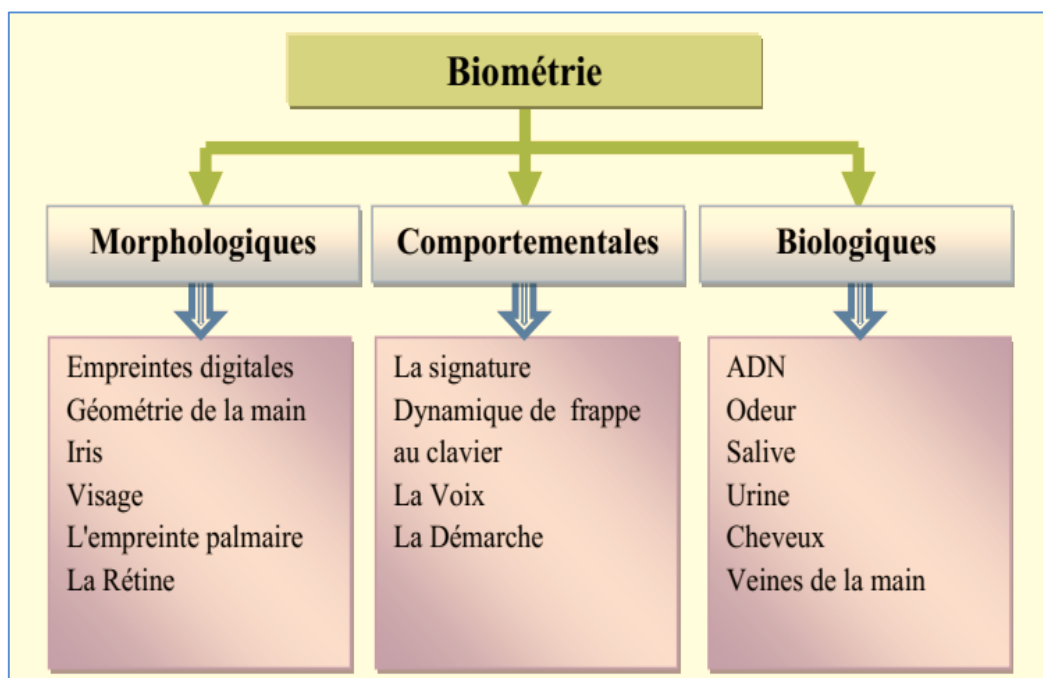 Biométrie
Morphologiques
Comportementales
Biologiques
Empreintes digitales
Géométrie de la main
Iris
Visage
L'empreinte palmaire
La Rétine
La signature
Dynamique de frappe
au clavier
La Voix
La Démarche
ADN
Odeur
Salive
Urine
Cheveux
Veines de la main